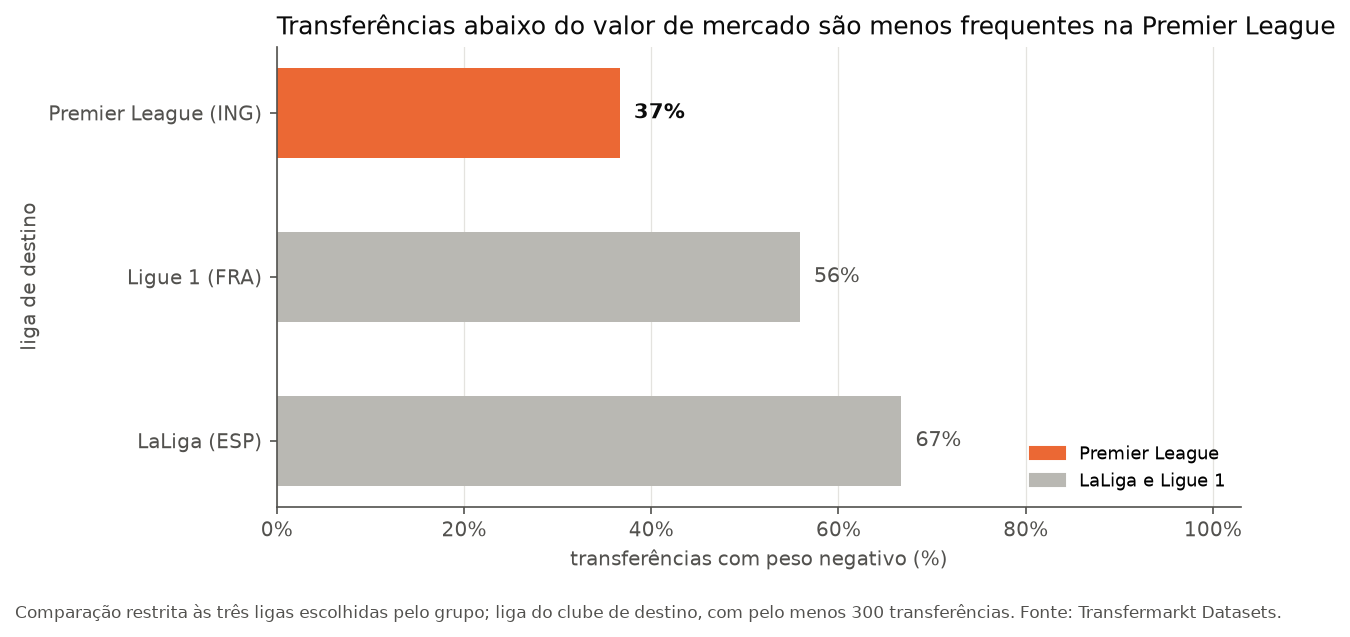 Transferências abaixo do valor de mercado são menos frequentes na Premier League
liga de destino
Premier League (ING)
37%
Ligue 1 (FRA)
56%
LaLiga (ESP)
67%
Premier League
LaLiga e Ligue 1
0%
20%
40%
60%
80%
100%
transferências com peso negativo (%)
Comparação restrita às três ligas escolhidas pelo grupo; liga do clube de destino, com pelo menos 300 transferências. Fonte: Transfermarkt Datasets.